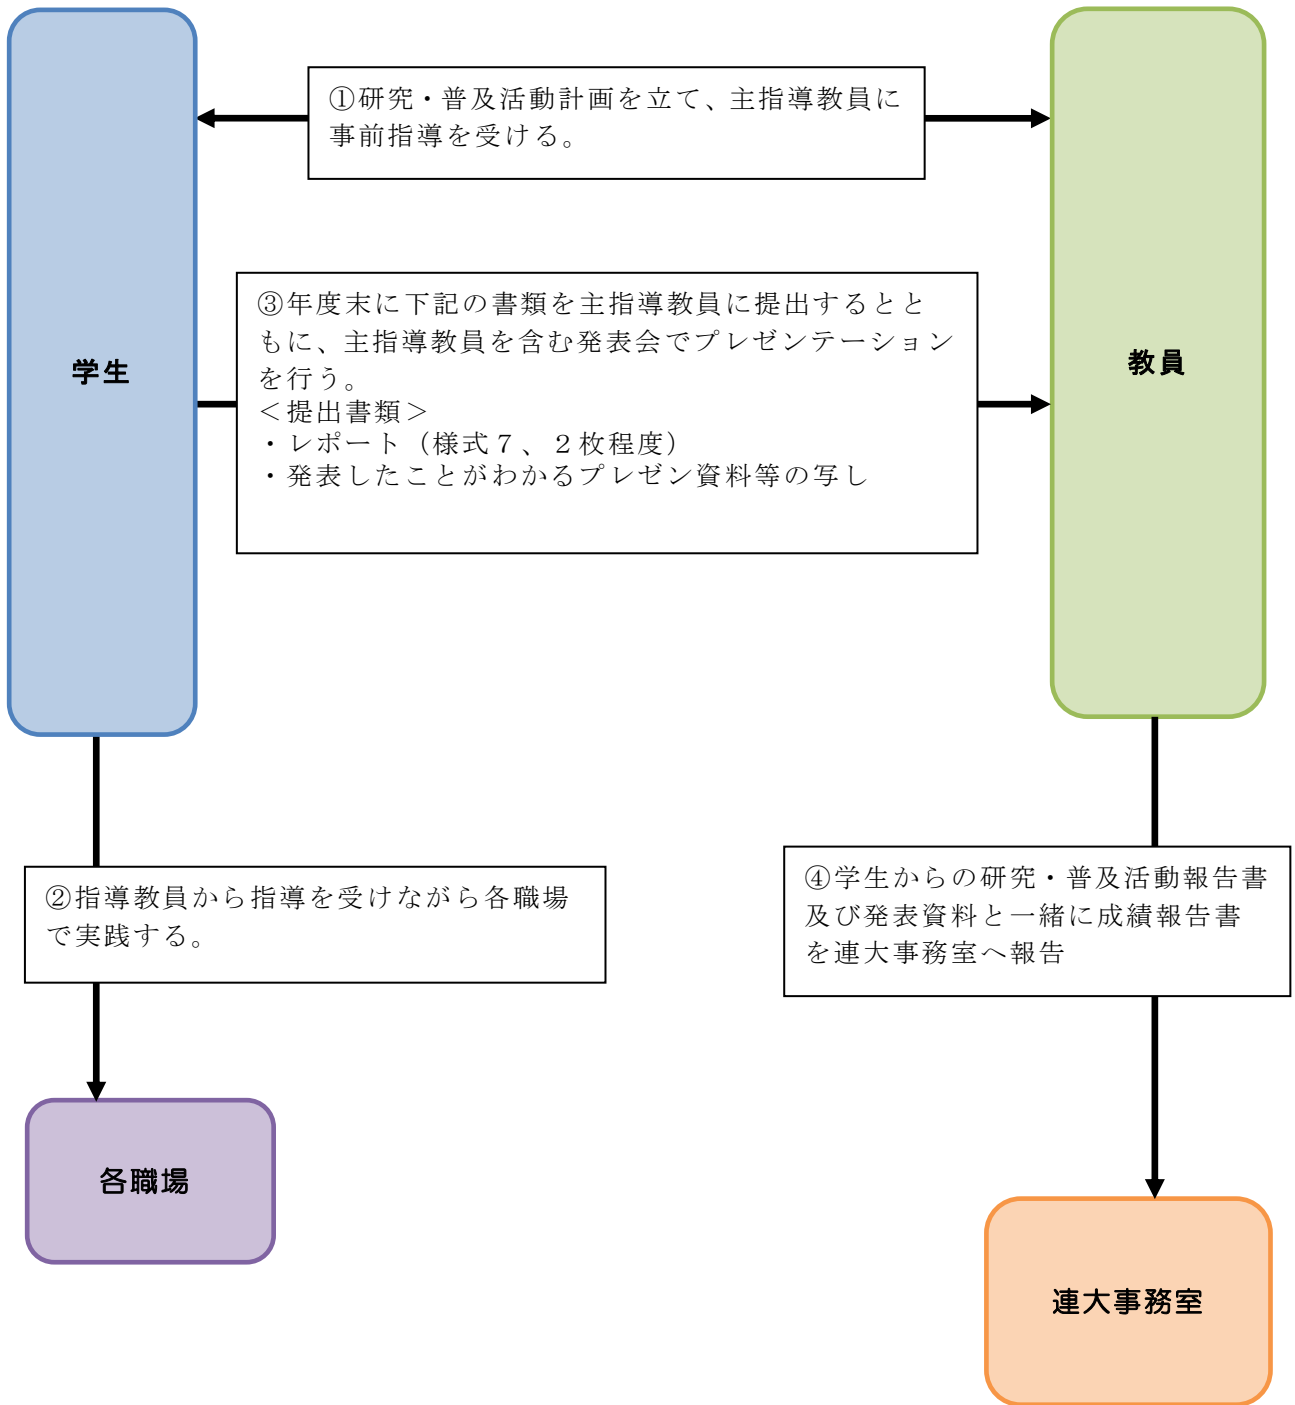 ①研究・普及活動計画を立て、主指導教員に
事前指導を受ける。
③年度末に下記の書類を主指導教員に提出するとと
もに、主指導教員を含む発表会でプレゼンテーション
を行う。
＜提出書類＞
・レポート（様式７、２枚程度）
・発表したことがわかるプレゼン資料等の写し
学生
教員
②指導教員から指導を受けながら各職場
で実践する。
④学生からの研究・普及活動報告書
及び発表資料と一緒に成績報告書
を連大事務室へ報告
各職場
連大事務室